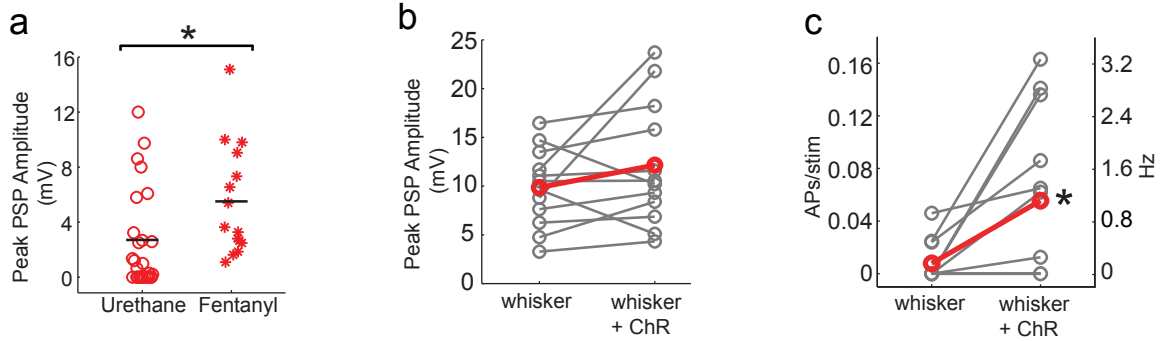 a
*
Peak PSP Amplitude
(mV)
16
12
8
4
0
Urethane
Fentanyl
b
Peak PSP Amplitude
(mV)
25
20
15
10
5
0
whisker
whisker
+ ChR
c
APs/stim
0.16
0.12
0.08
0.04
0
*
3.2
2.4
1.6
0.8
0
Hz
whisker
whisker
+ ChR